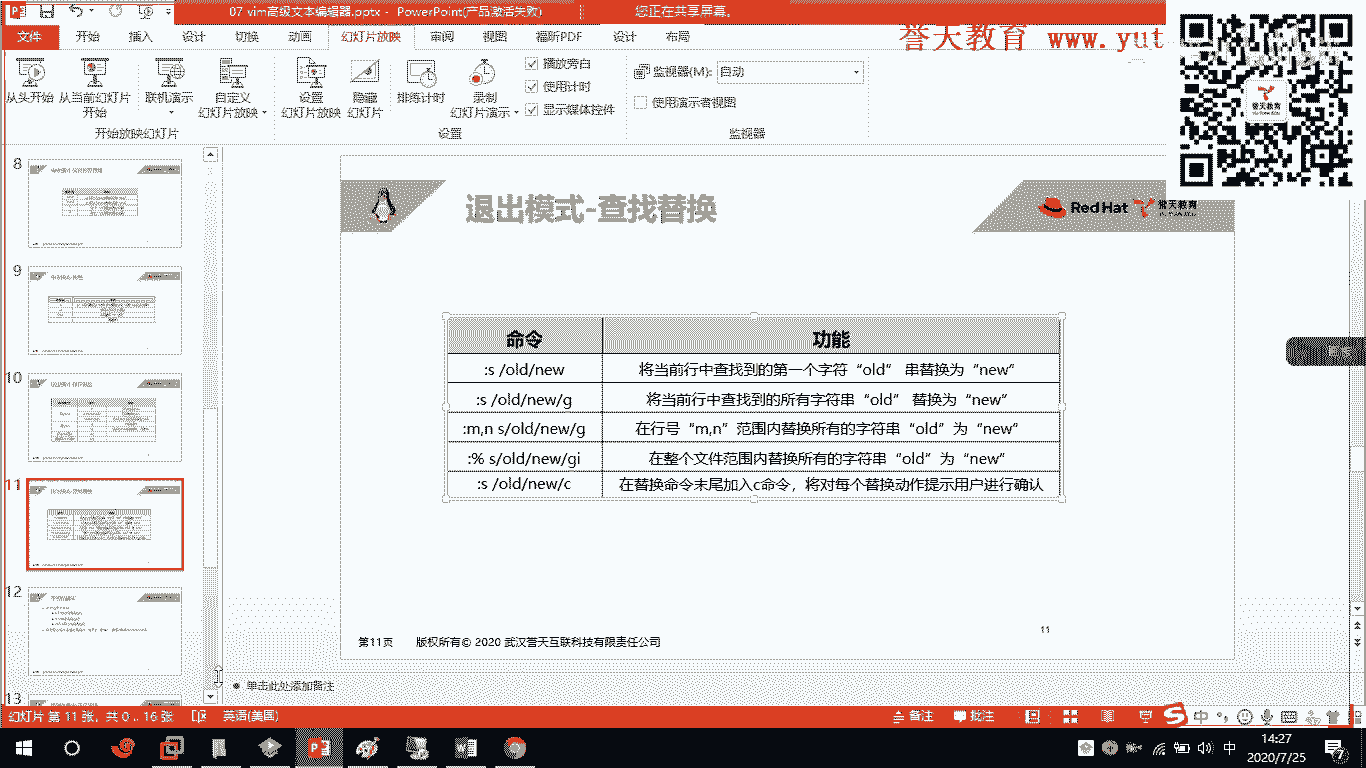 07 vim高级文本编辑器.pptx - PowerPoint(产品激活失败)
您正在共享屏幕。
文件 开始 插入 设计 切换 动画 幻灯片放映 审阅 视图 福昕PDF 设计 布局
誉天教育 www.yut
从头开始 从当前幻灯片开始 联机演示 自定义幻灯片放映 设置幻灯片放映 隐藏幻灯片 排练计时 录制幻灯片演示
播放旁白
使用计时
显示媒体控件
监视器(M): 自动
使用演示者视图
开始放映幻灯片 设置 监视器
誉天教育
8
9
10
11
12
13
退出模式-查找替换
Red Hat 誉天教育
命令 功能
:s /old/new 将当前行中查找到的第一个字符“old” 串替换为“new”
:s /old/new/g 将当前行中查找到的所有字符串“old” 替换为“new”
:m,n s/old/new/g 在行号“m,n”范围内替换所有的字符串“old”为“new”
:% s/old/new/gi 在整个文件范围内替换所有的字符串“old”为“new”
:s /old/new/c 在替换命令末尾加入c命令，将对每个替换动作提示用户进行确认
11
第11页 版权所有© 2020 武汉誉天互联科技有限责任公司
单击此处添加备注
幻灯片 第 11 张，共 0 .. 16 张 英语(美国) 备注 批注
中
中
14:27
2020/7/25
7